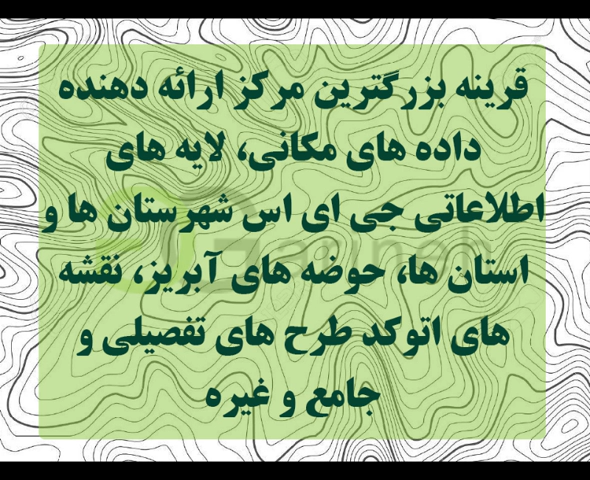 قرینه بزرگترین مرکز ارائه دهنده
داده های مکانی، لایه های
اطلاعاتی جی ای اس شهرستان ها و
استان ها، حوضه های آبریز، نقشه
های اتوکد طرح های تفصیلی و
جامع و غیره